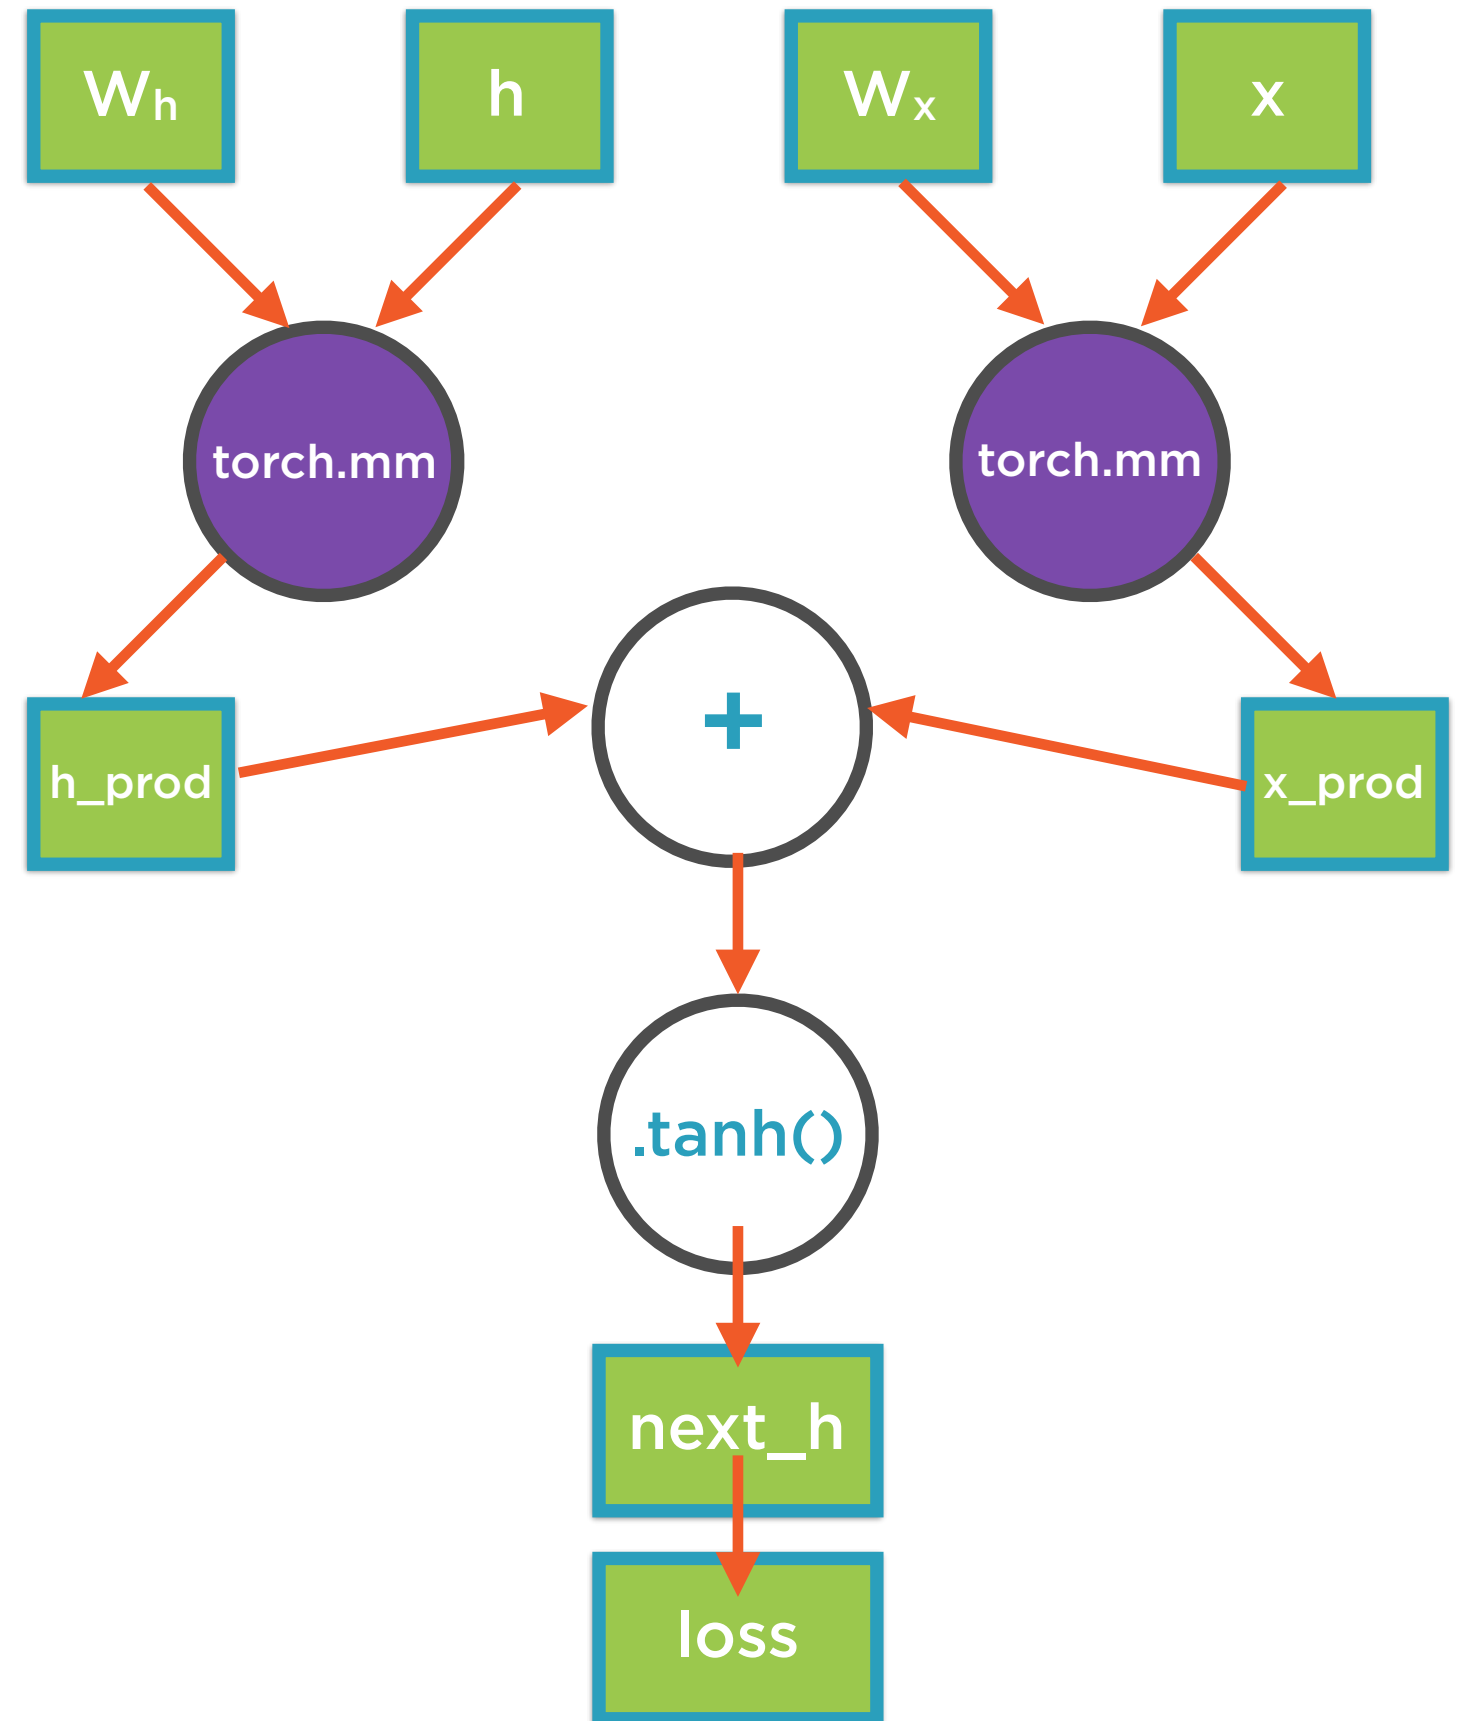 Wh
h
Wx
x
torch.mm
torch.mm
+
h_prod
x_prod
.tanh()
next_h
loss